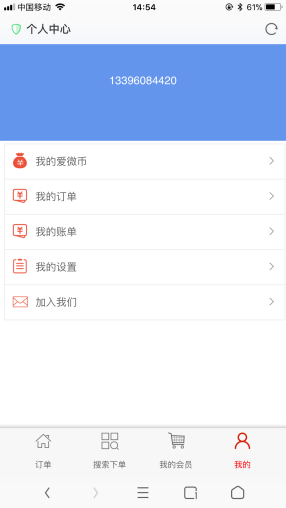 中国移动 14:54 61%
个人中心
13396084420
我的爱微币
我的订单
我的账单
我的设置
加入我们
订单 搜索下单 我的会员 我的